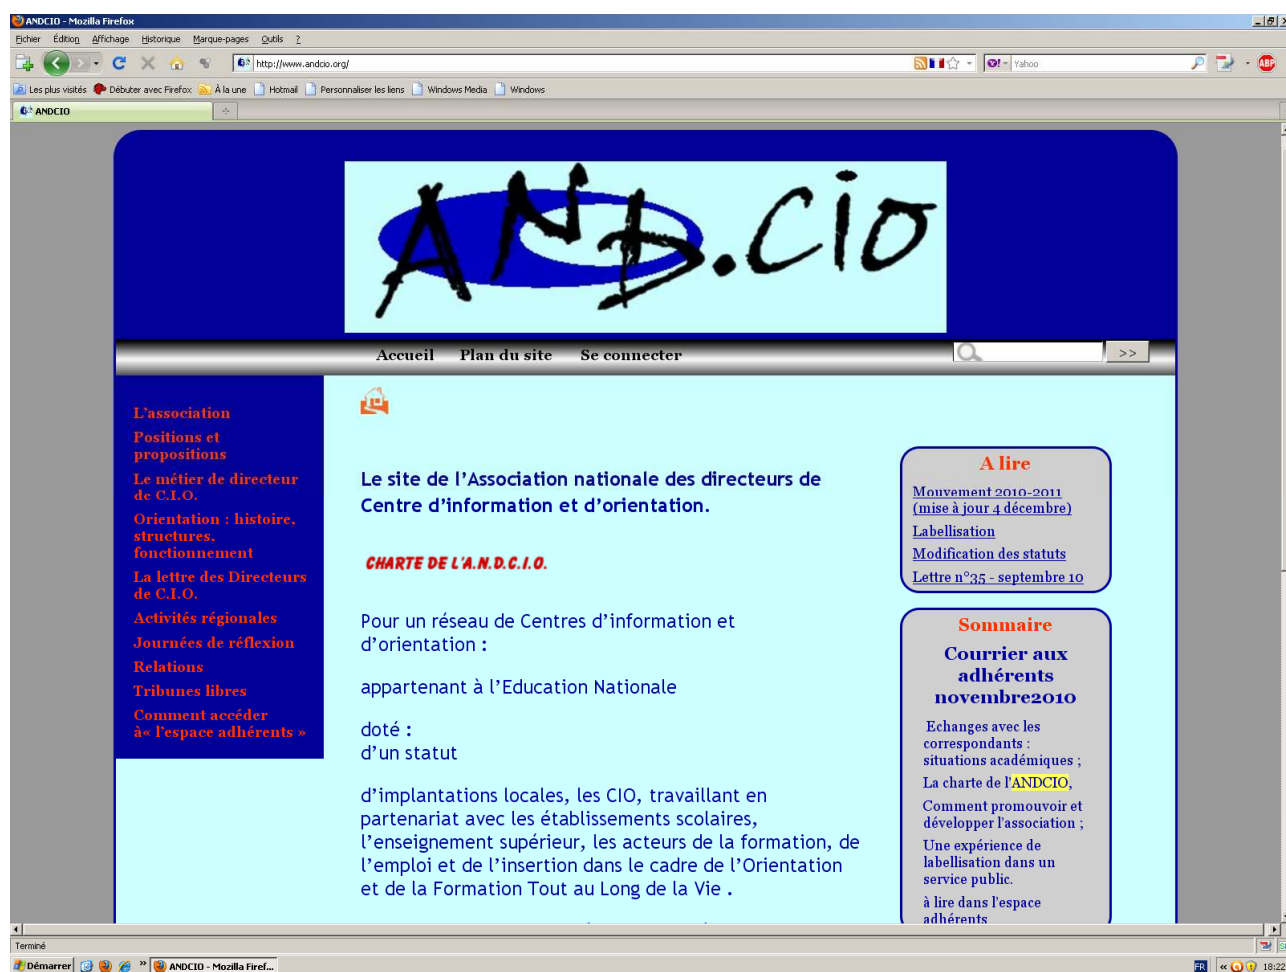 ANDCIO - Mozilla Firefox
Eichier Édition Affichage Historique Marque-pages Outils ?
http://www.andcio.org/
Yahoo
ABP
Les plus visités Débuter avec Firefox À la une Hotmail Personnaliser les liens Windows Media Windows
ANDCIO
AND.CIO
Accueil Plan du site Se connecter
>>
L'association
Positions et
propositions
Le métier de directeur
de C.I.O.
Orientation : histoire,
structures,
fonctionnement
La lettre des Directeurs
de C.I.O.
Activités régionales
Journées de réflexion
Relations
Tribunes libres
Comment accéder
à« l'espace adhérents »
Le site de l'Association nationale des directeurs de
Centre d'information et d'orientation.
CHARTE DE L'A.N.D.C.I.O.
Pour un réseau de Centres d'information et
d'orientation :
appartenant à l'Education Nationale
doté :
d'un statut
d'implantations locales, les CIO, travaillant en
partenariat avec les établissements scolaires,
l'enseignement supérieur, les acteurs de la formation, de
l'emploi et de l'insertion dans le cadre de l'Orientation
et de la Formation Tout au Long de la Vie .
A lire
Mouvement 2010-2011
(mise à jour 4 décembre)
Labellisation
Modification des statuts
Lettre n°35 - septembre 10
Sommaire
Courrier aux
adhérents
novembre2010
Echanges avec les
correspondants :
situations académiques ;
La charte de l'ANDCIO,
Comment promouvoir et
développer l'association ;
Une expérience de
labellisation dans un
service public.
à lire dans l'espace
adhérents
Terminé
Démarrer » ANDCIO - Mozilla Firef... FR « 18:22